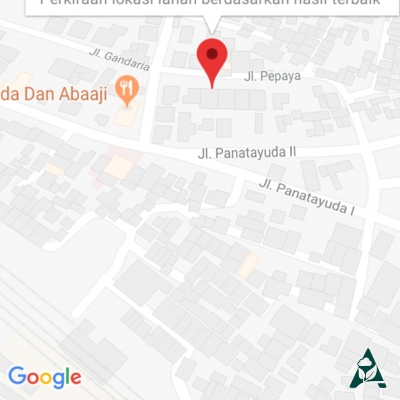 Perkiraan lokasi lahan berdasarkan hasil terbaik
Jl. Gandaria
Jl. Pepaya
da Dan Abaaji
Jl. Panatayuda II
Jl. Panatayuda I
Google